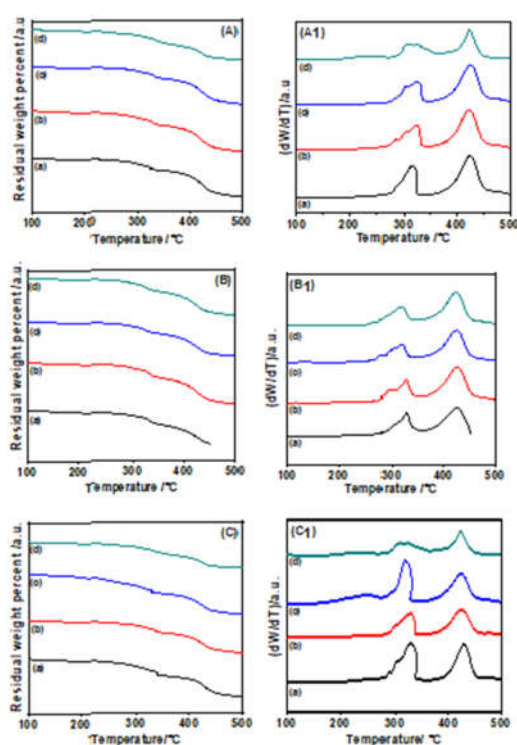 (A)
(d)
(c)
(b)
(a)
Residual weight percent /a.u
100 200 300 400 500
Temperature /°C
(A1)
(d)
(c)
(b)
(a)
(dW/dT)/a.u
100 200 300 400 500
Temperature /°C
(B)
(d)
(c)
(b)
(a)
Residual weight percent /a.u.
100 200 300 400 500
Temperature /°C
(B1)
(d)
(c)
(b)
(a)
(dW/dT)/a.u.
100 200 300 400 500
Temperature /°C
(C)
(d)
(c)
(b)
(a)
Residual weight percent /a.u.
100 200 300 400 500
Temperature /°C
(C1)
(d)
(c)
(b)
(a)
(dW/dT)/a.u.
100 200 300 400 500
Temperature/ °C